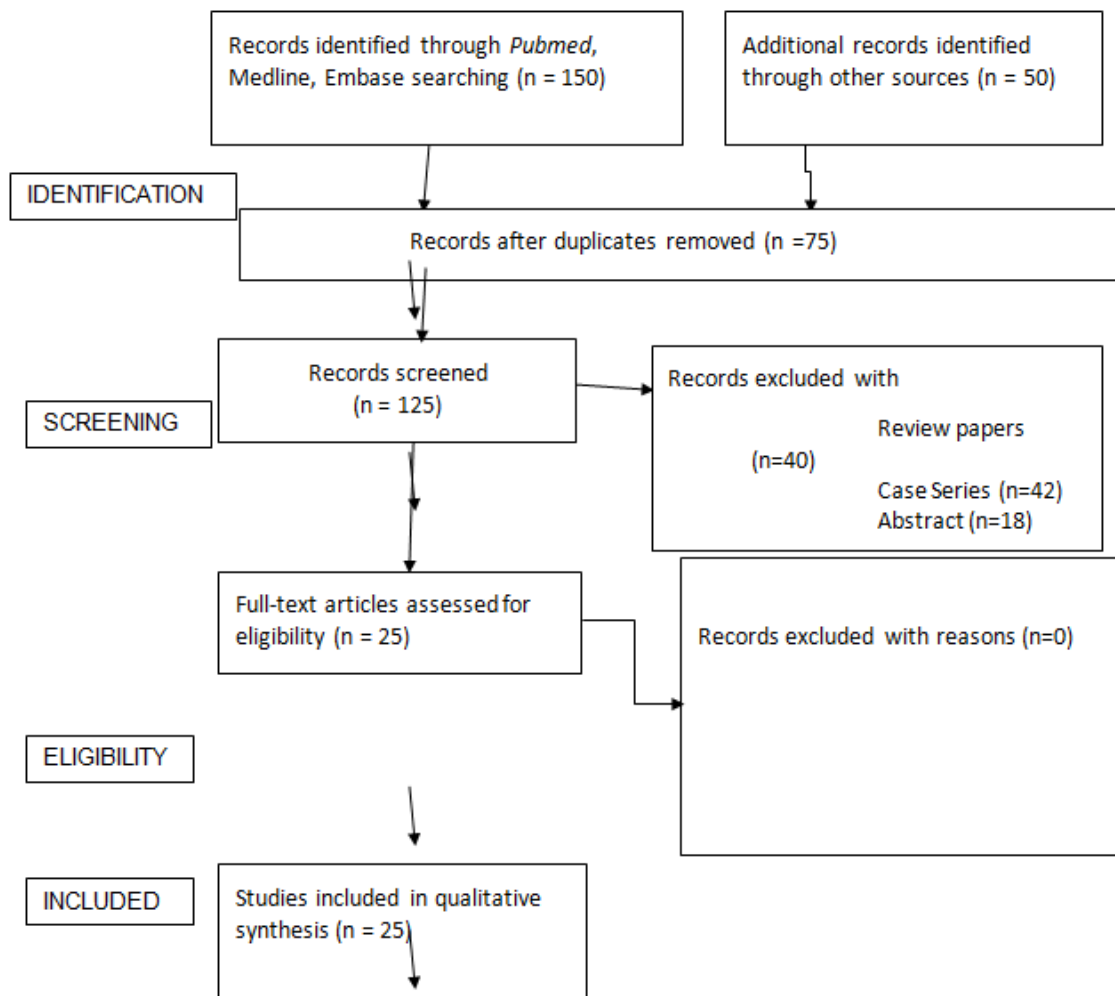 Records identified through Pubmed,
Medline, Embase searching (n = 150)
Additional records identified
through other sources (n = 50)
IDENTIFICATION
Records after duplicates removed (n =75)
Records screened
(n = 125)
SCREENING
Records excluded with
Review papers
(n=40)
Case Series (n=42)
Abstract (n=18)
Full-text articles assessed for
eligibility (n = 25)
Records excluded with reasons (n=0)
ELIGIBILITY
INCLUDED
Studies included in qualitative
synthesis (n = 25)